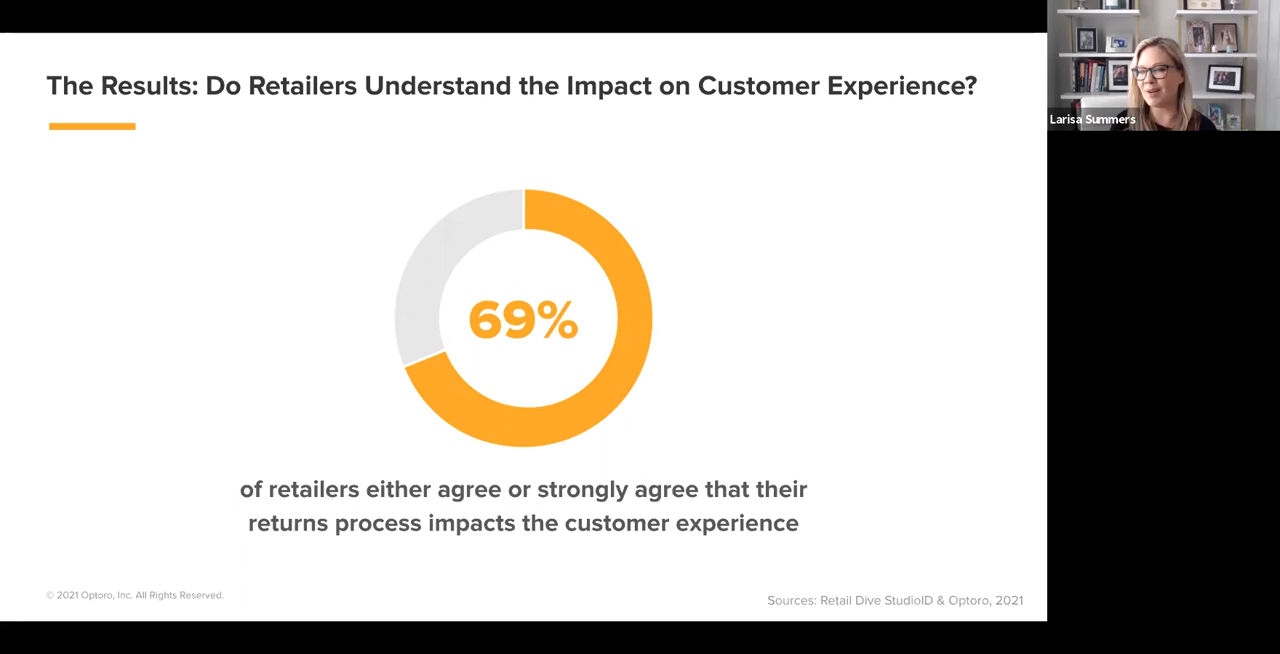 The Results: Do Retailers Understand the Impact on Customer Experience?
Larisa Summers
69%
of retailers either agree or strongly agree that their
returns process impacts the customer experience
© 2021 Optoro, Inc. All Rights Reserved.
Sources: Retail Dive StudioID & Optoro, 2021